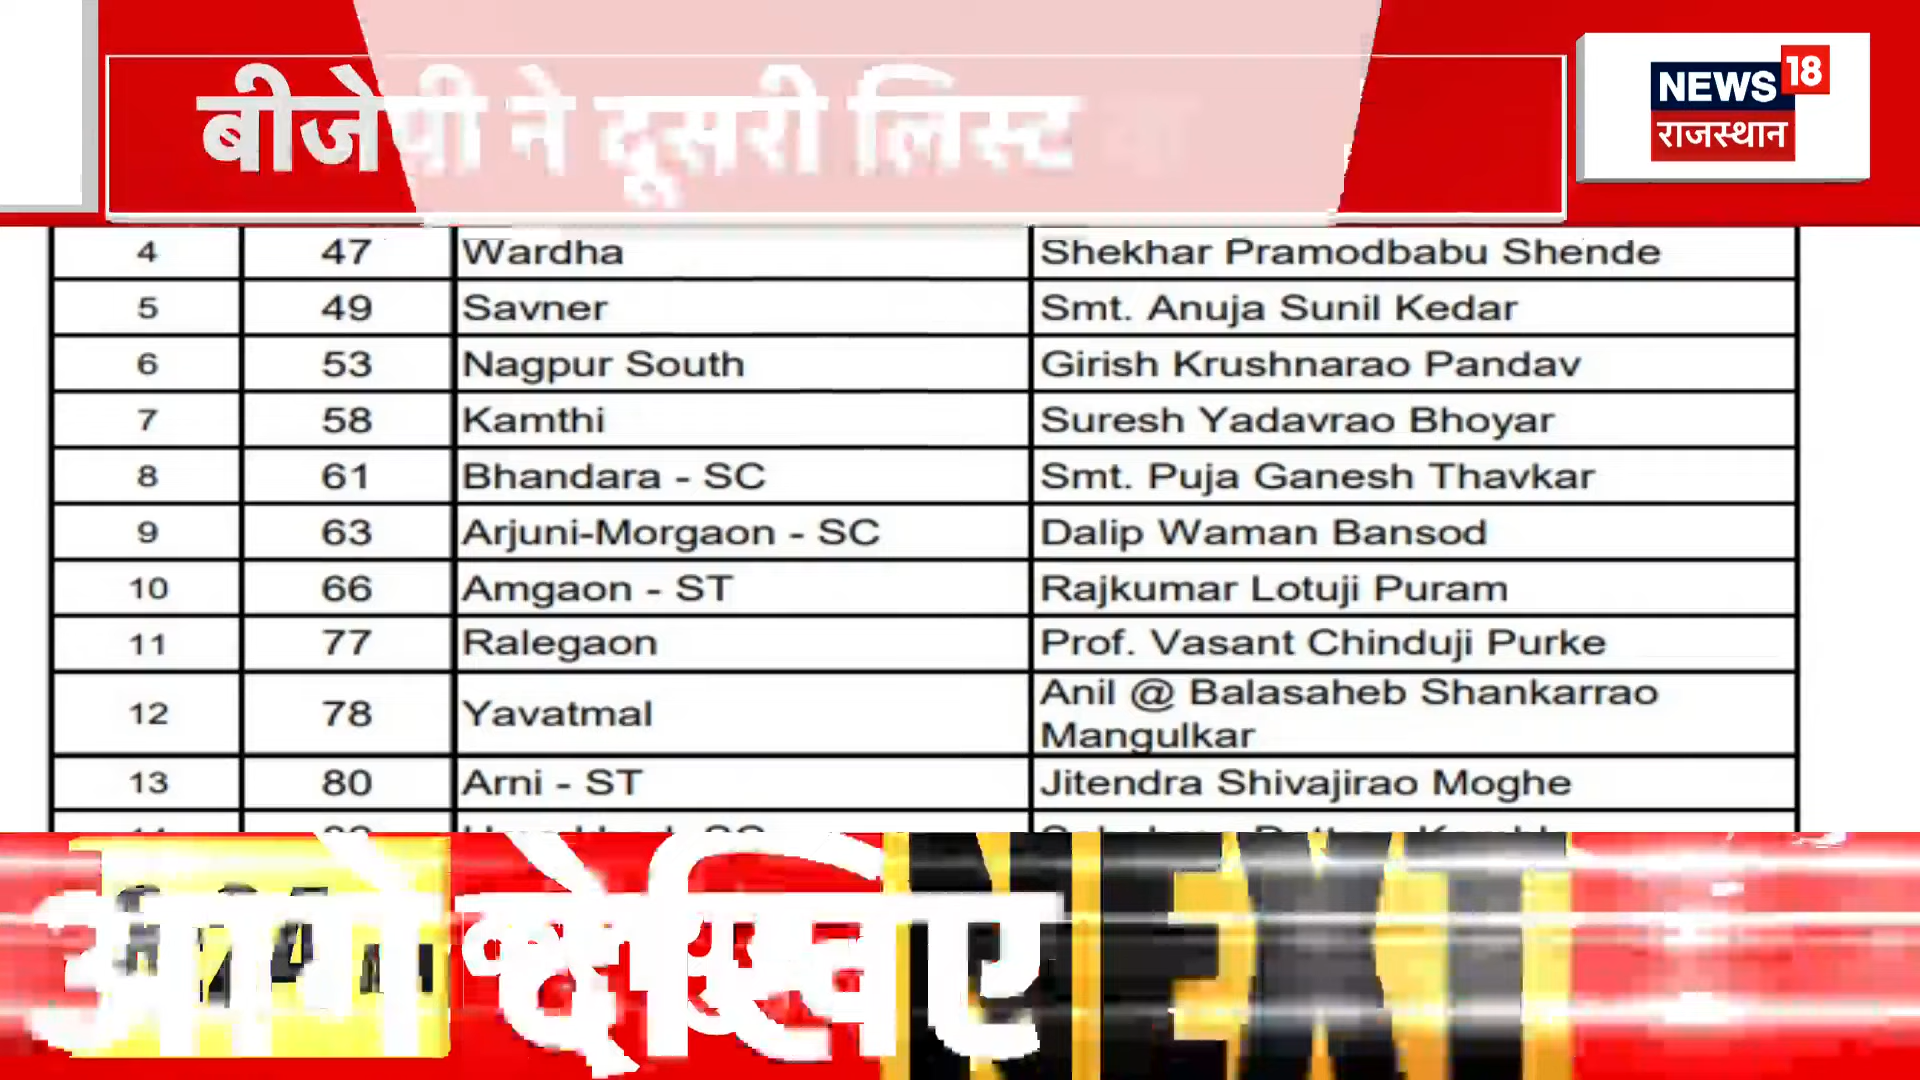 बीजेपी ने दूसरी लिस्ट
NEWS 18
राजस्थान
4 47 Wardha Shekhar Pramodbabu Shende
5 49 Savner Smt. Anuja Sunil Kedar
6 53 Nagpur South Girish Krushnarao Pandav
7 58 Kamthi Suresh Yadavrao Bhoyar
8 61 Bhandara - SC Smt. Puja Ganesh Thavkar
9 63 Arjuni-Morgaon - SC Dalip Waman Bansod
10 66 Amgaon - ST Rajkumar Lotuji Puram
11 77 Ralegaon Prof. Vasant Chinduji Purke
12 78 Yavatmal Anil @ Balasaheb Shankarrao
Mangulkar
13 80 Arni - ST Jitendra Shivajirao Moghe
आगे देखिए NEXT